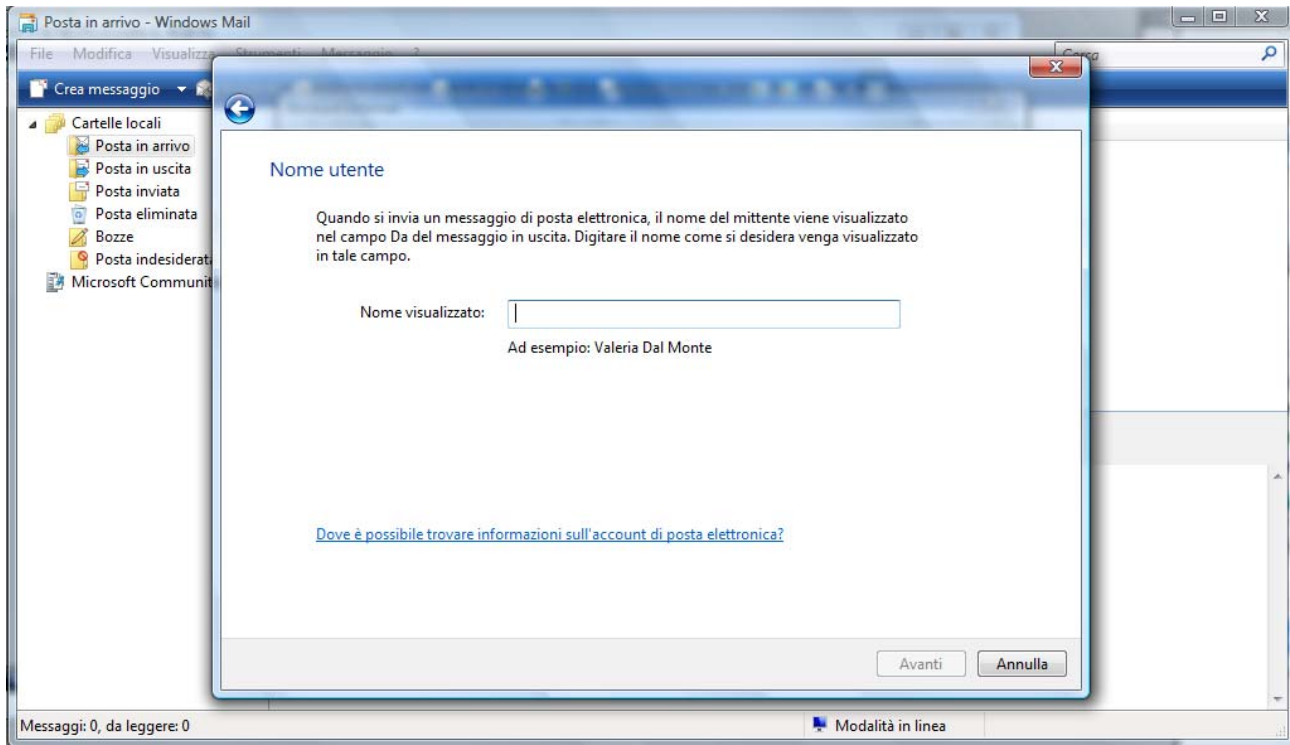 Posta in arrivo - Windows Mail
File Modifica Visualizza Strumenti Messaggio ?
Cerca
Crea messaggio
Cartelle locali
Posta in arrivo
Posta in uscita
Posta inviata
Posta eliminata
Bozze
Posta indesiderata
Microsoft Communit
Nome utente
Quando si invia un messaggio di posta elettronica, il nome del mittente viene visualizzato
nel campo Da del messaggio in uscita. Digitare il nome come si desidera venga visualizzato
in tale campo.
Nome visualizzato:
Ad esempio: Valeria Dal Monte
Dove è possibile trovare informazioni sull'account di posta elettronica?
Avanti Annulla
Messaggi: 0, da leggere: 0
Modalità in linea